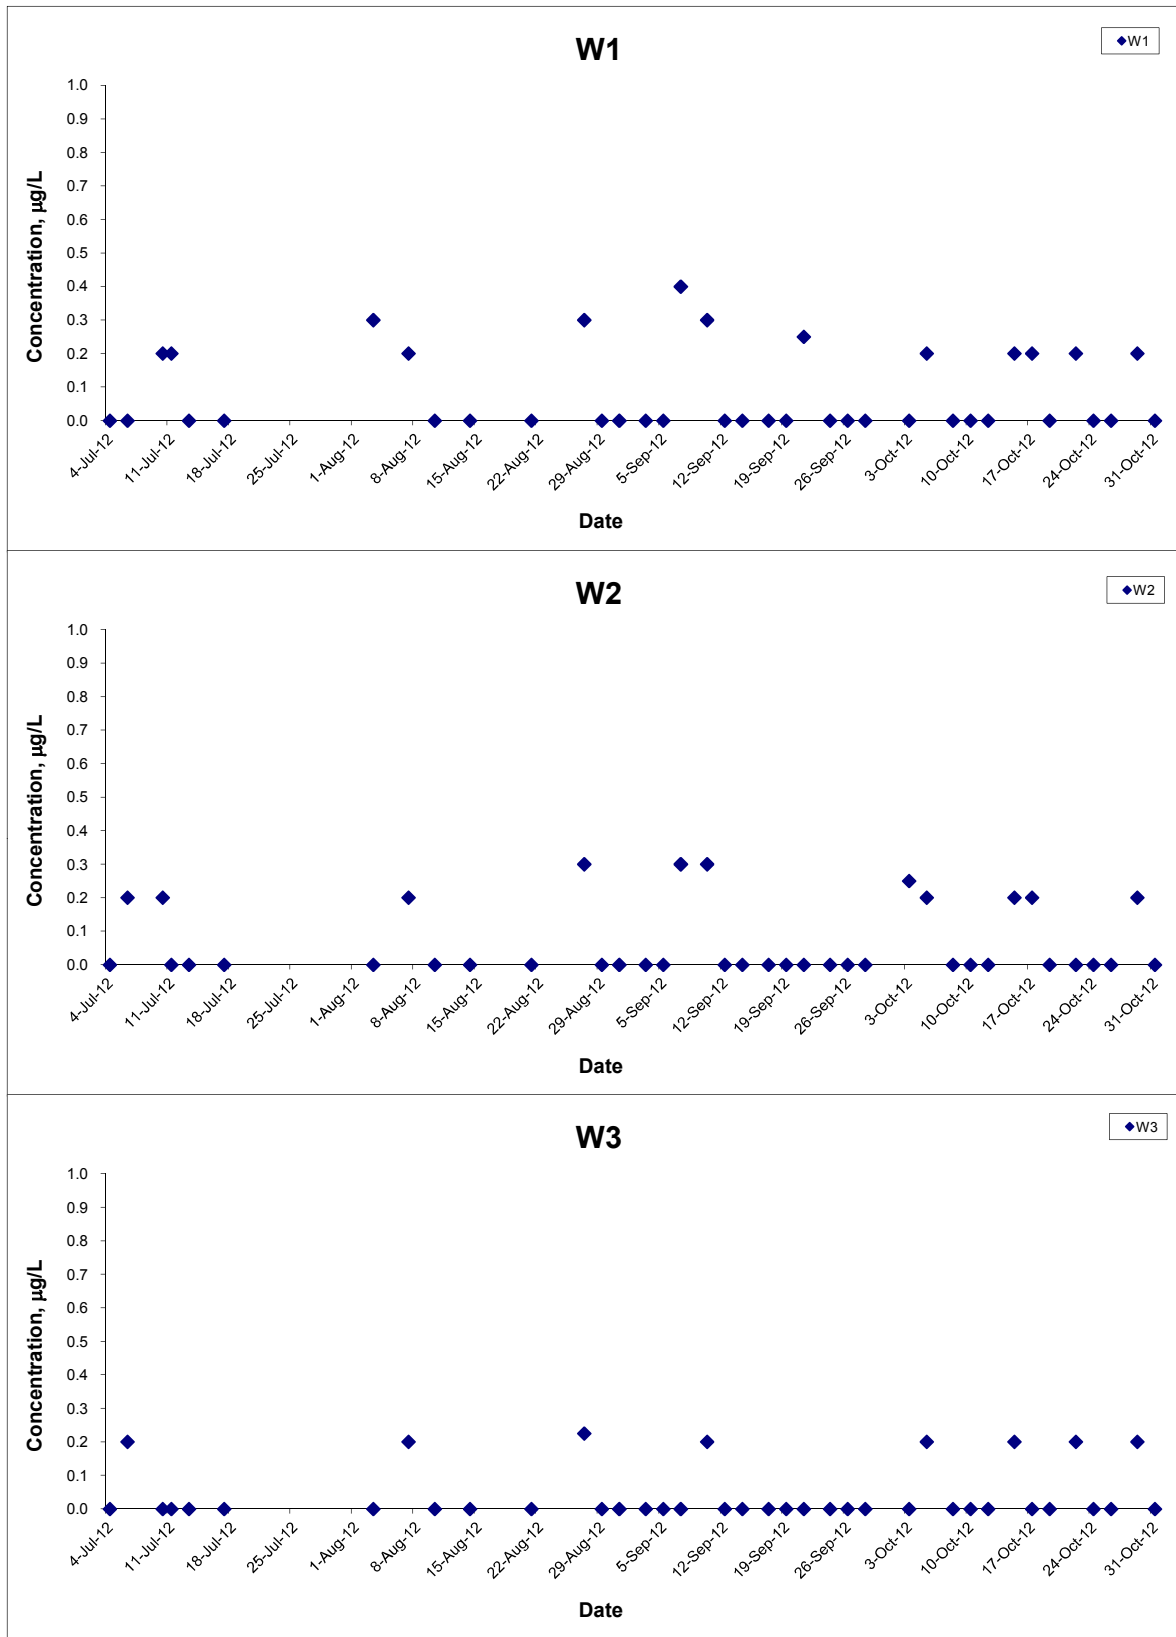 W1
W1
1.0
0.9
0.8
0.7
0.6
0.5
0.4
0.3
0.2
0.1
0.0
Concentration, µg/L
4-Jul-12
11-Jul-12
18-Jul-12
25-Jul-12
1-Aug-12
8-Aug-12
15-Aug-12
22-Aug-12
29-Aug-12
5-Sep-12
12-Sep-12
19-Sep-12
26-Sep-12
3-Oct-12
10-Oct-12
17-Oct-12
24-Oct-12
31-Oct-12
Date
W2
W2
1.0
0.9
0.8
0.7
0.6
0.5
0.4
0.3
0.2
0.1
0.0
Concentration, µg/L
4-Jul-12
11-Jul-12
18-Jul-12
25-Jul-12
1-Aug-12
8-Aug-12
15-Aug-12
22-Aug-12
29-Aug-12
5-Sep-12
12-Sep-12
19-Sep-12
26-Sep-12
3-Oct-12
10-Oct-12
17-Oct-12
24-Oct-12
31-Oct-12
Date
W3
W3
1.0
0.9
0.8
0.7
0.6
0.5
0.4
0.3
0.2
0.1
0.0
Concentration, µg/L
4-Jul-12
11-Jul-12
18-Jul-12
25-Jul-12
1-Aug-12
8-Aug-12
15-Aug-12
22-Aug-12
29-Aug-12
5-Sep-12
12-Sep-12
19-Sep-12
26-Sep-12
3-Oct-12
10-Oct-12
17-Oct-12
24-Oct-12
31-Oct-12
Date